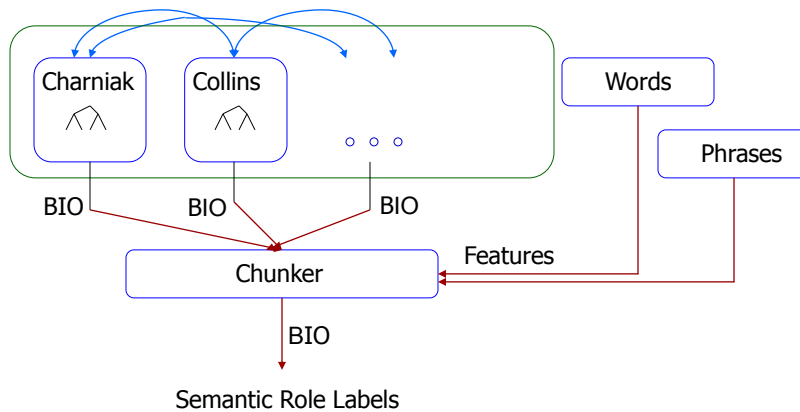 Charniak
Collins
Words
Phrases
BIO
BIO
BIO
Features
Chunker
BIO
Semantic Role Labels